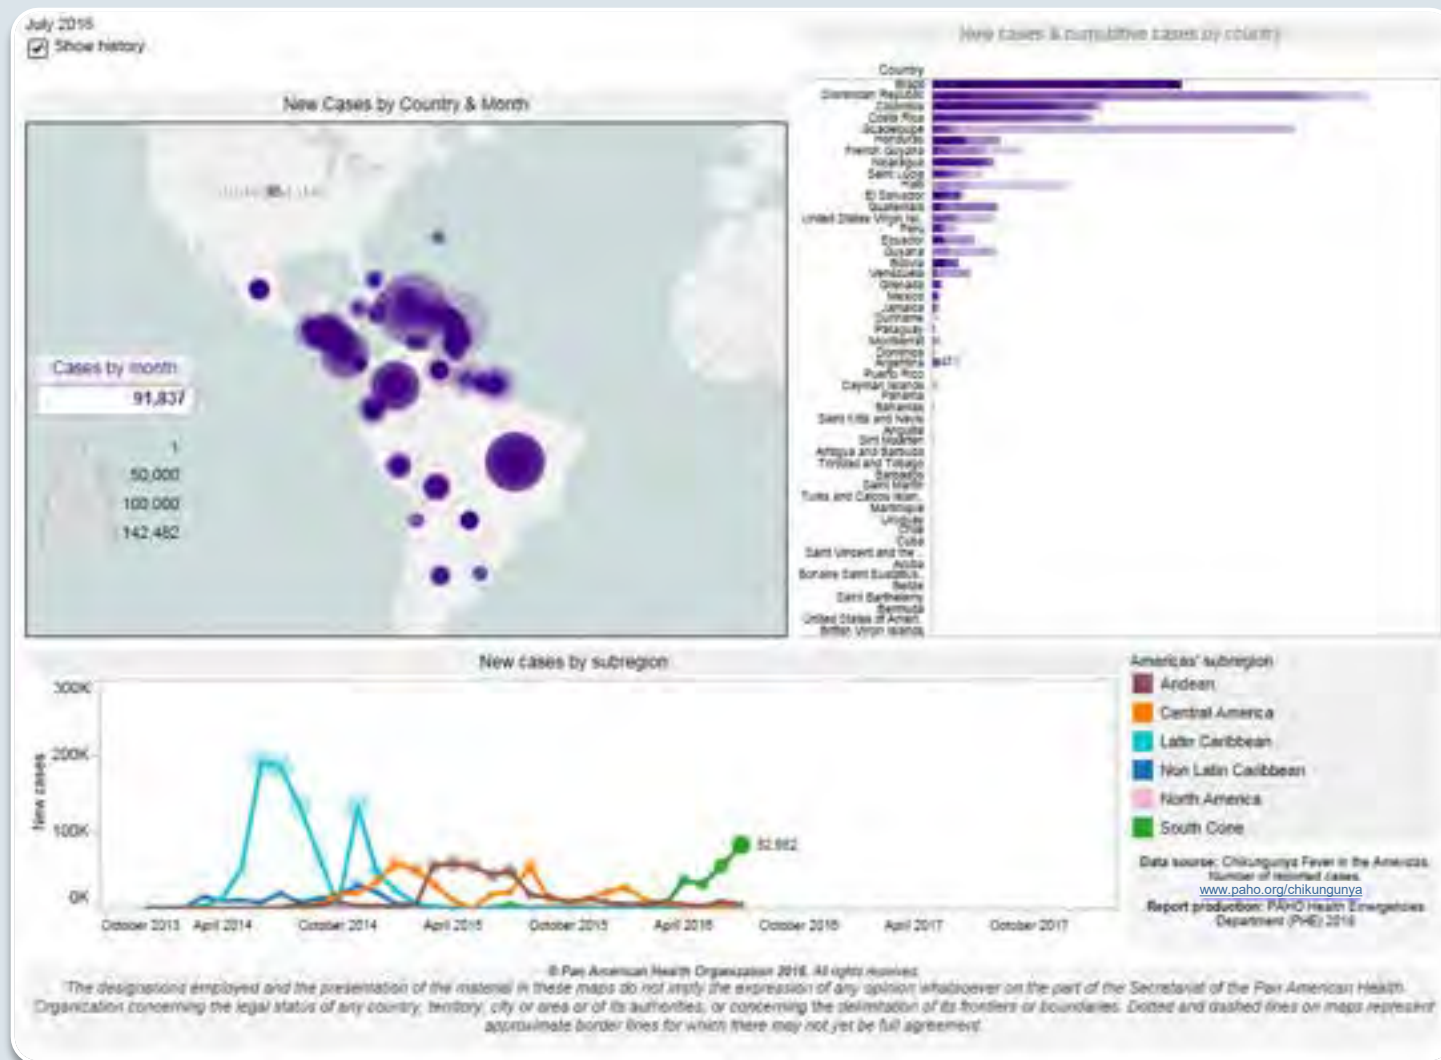 July 2016
Show history
New Cases by Country & Month
Cases by month
91,837
1
50,000
100,000
142,482
New cases & cumulitive cases by country
Country
Brazil
Dominican Republic
Colombia
Costa Rica
Guadeloupe
Honduras
French Guyana
Nicaragua
Saint Lucia
Haiti
El Salvador
Guatemala
United States Virgin Isl..
Peru
Ecuador
Guyana
Bolivia
Venezuela
Grenada
Mexico
Jamaica
Suriname
Paraguay
Montserrat
Dominica
Argentina
Puerto Rico
Cayman Islands
Panama
Bahamas
Saint Kitts and Nevis
Anguilla
Sint Maarten
Antigua and Barbuda
Trinidad and Tobago
Barbados
Saint Martin
Turks and Caicos Islan..
Martinique
Uruguay
Chile
Cuba
Saint Vincent and the ..
Aruba
Bonaire Saint Eustatius..
Belize
Saint Barthelemy
Bermuda
United States of Ameri..
British Virgin Islands
New cases by subregion
New cases
300K
200K
100K
0K
October 2013 April 2014 October 2014 April 2015 October 2015 April 2016 October 2016 April 2017 October 2017
Americas' subregion
Andean
Central America
Latin Caribbean
Non Latin Caribbean
North America
South Cone
Data source: Chikungunya Fever in the Americas.
Number of reported cases.
www.paho.org/chikungunya
Report production: PAHO Health Emergencies
Department (PHE) 2016
© Pan American Health Organization 2016. All rights reserved.
The designations employed and the presentation of the material in these maps do not imply the expression of any opinion whatsoever on the part of the Secretariat of the Pan American Health
Organization concerning the legal status of any country, territory, city or area or of its authorities, or concerning the delimitation of its frontiers or boundaries. Dotted and dashed lines on maps represent
approximate border lines for which there may not yet be full agreement.